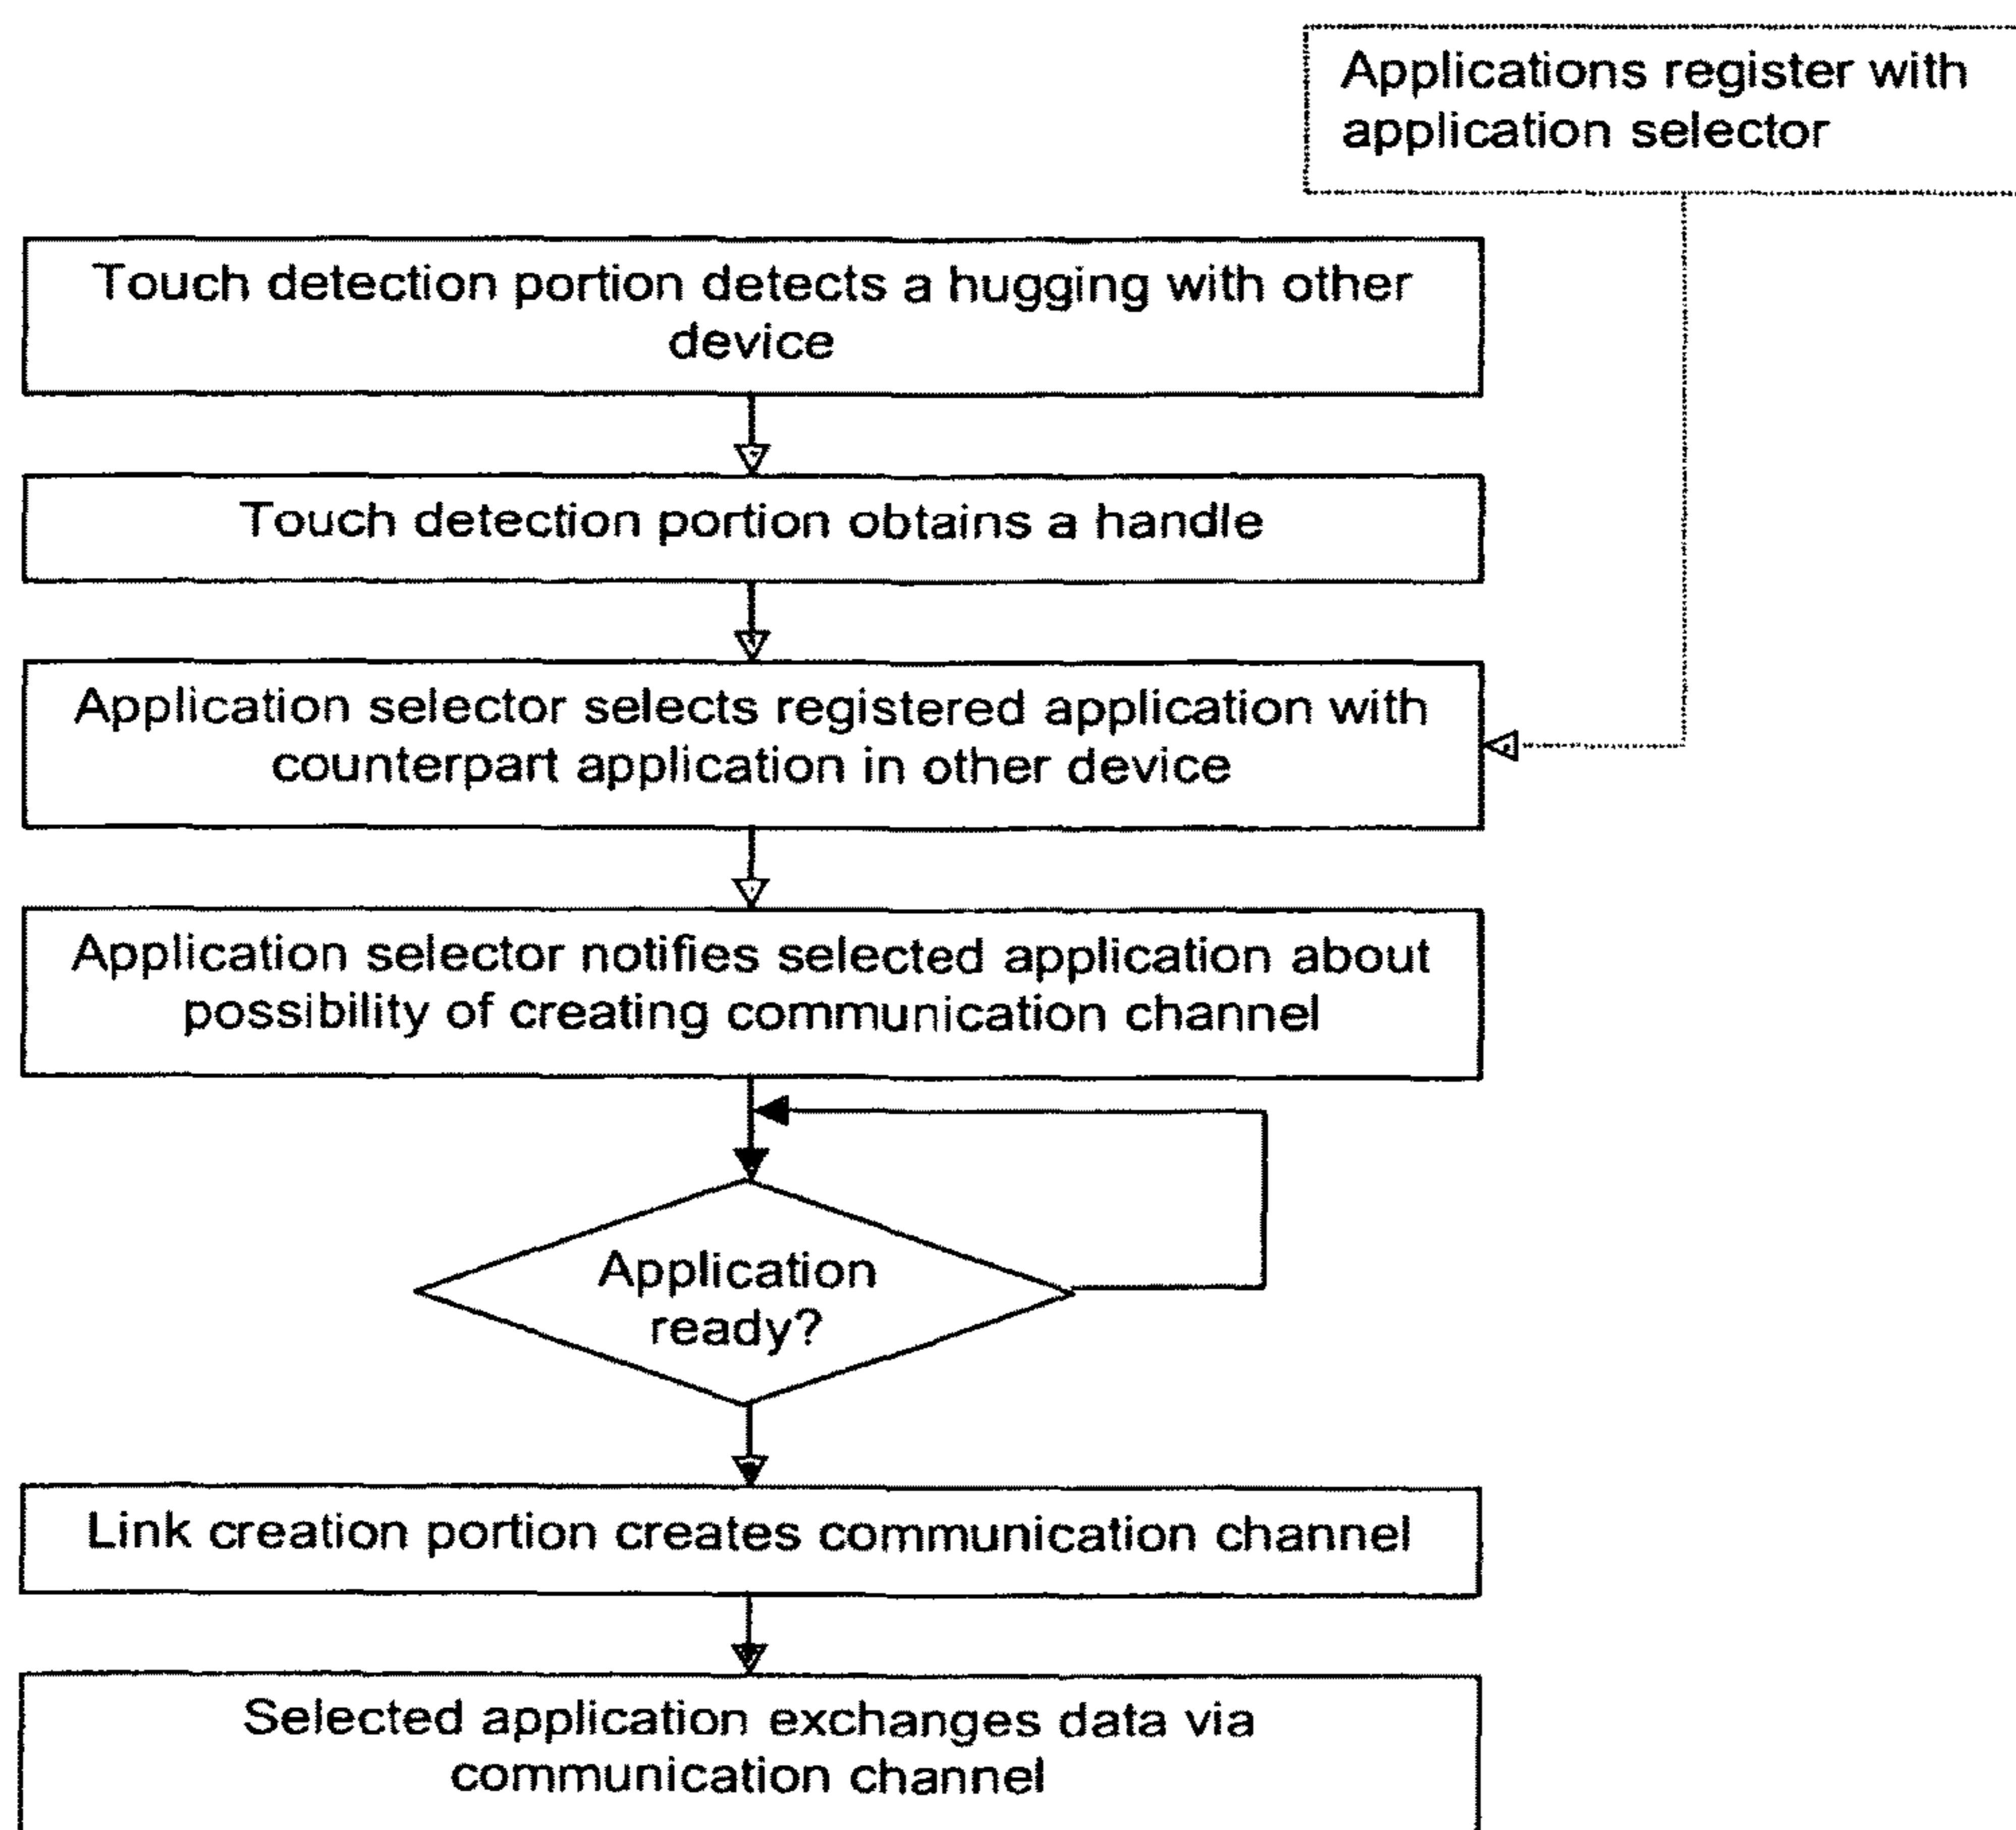 Applications register with
application selector
Touch detection portion detects a hugging with other
device
Touch detection portion obtains a handle
Application selector selects registered application with
counterpart application in other device
Application selector notifies selected application about
possibility of creating communication channel
Application
ready?
Link creation portion creates communication channel
Selected application exchanges data via
communication channel